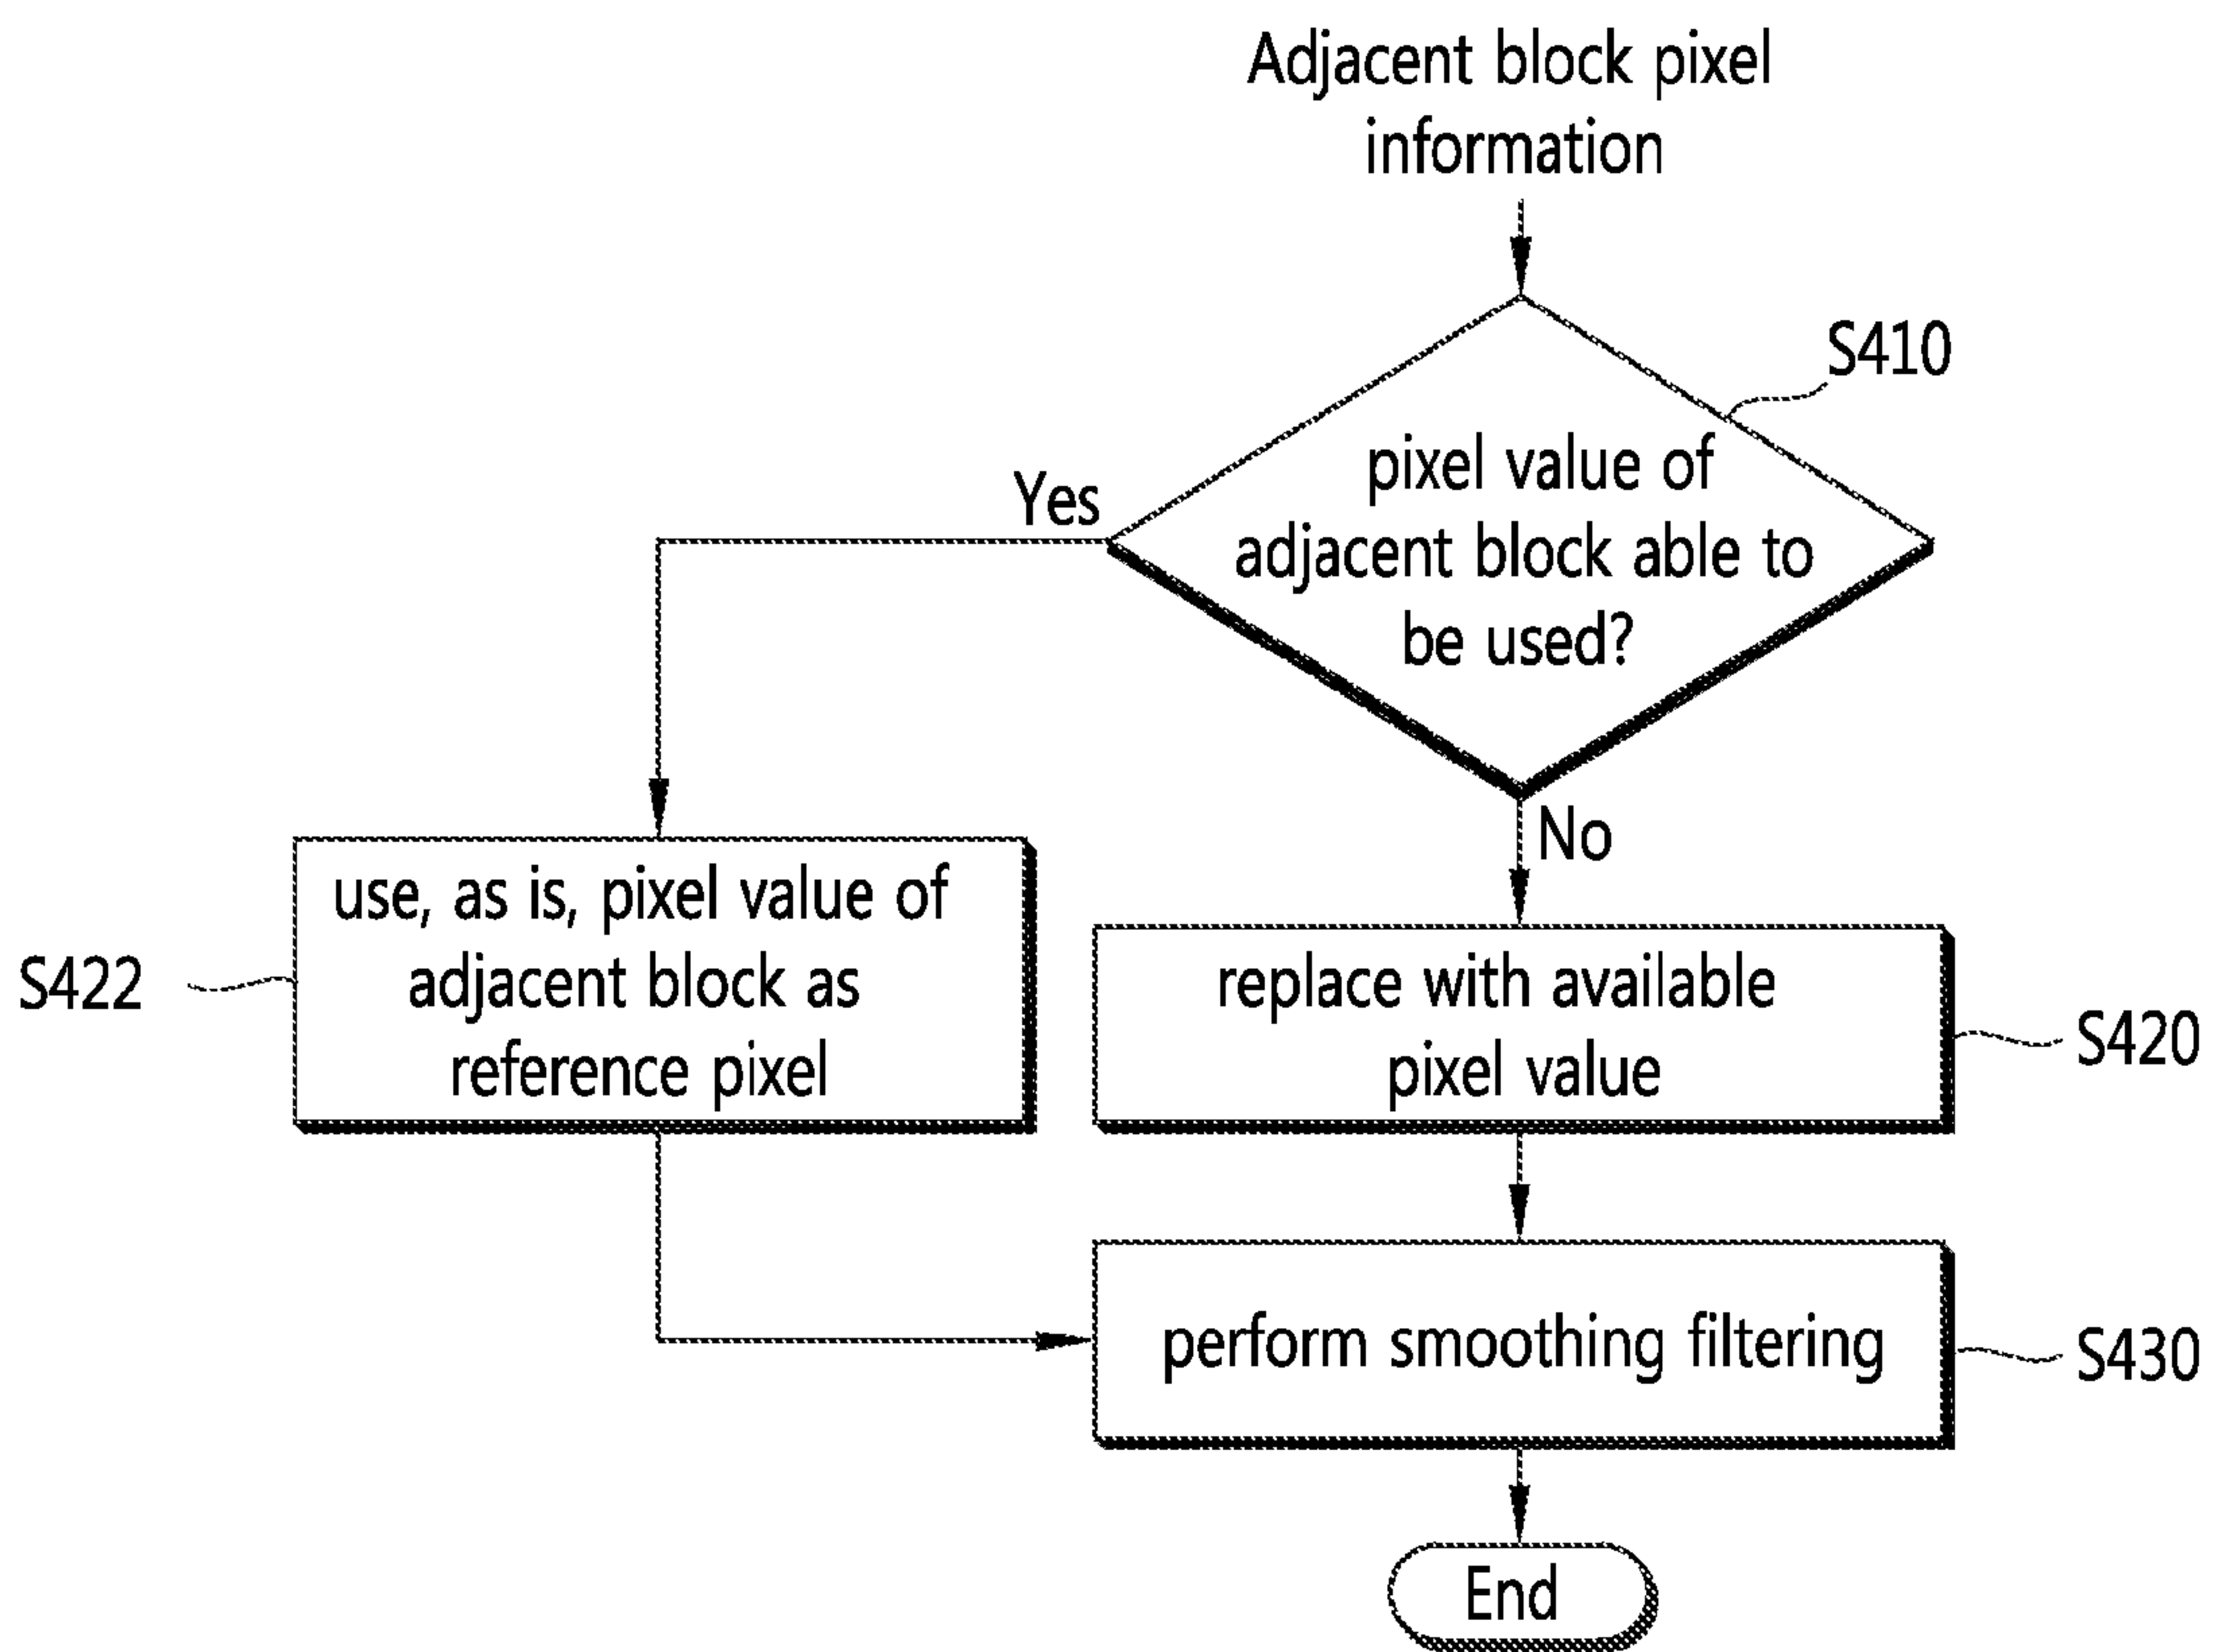 Adjacent block pixel
information
S410
pixel value of
adjacent block able to
be used?
Yes
No
use, as is, pixel value of
adjacent block as
reference pixel
S422
replace with available
pixel value
S420
perform smoothing filtering
S430
End